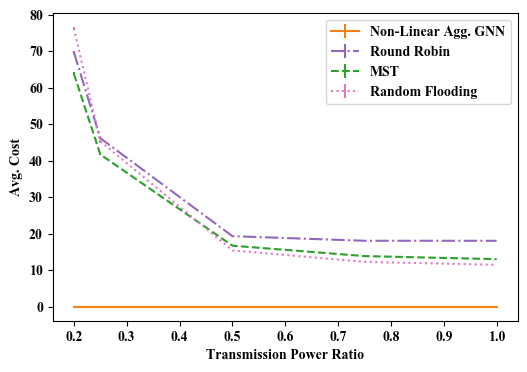 80
70
60
50
40
30
20
10
0
Avg. Cost
Non-Linear Agg. GNN
Round Robin
MST
Random Flooding
0.2 0.3 0.4 0.5 0.6 0.7 0.8 0.9 1.0
Transmission Power Ratio